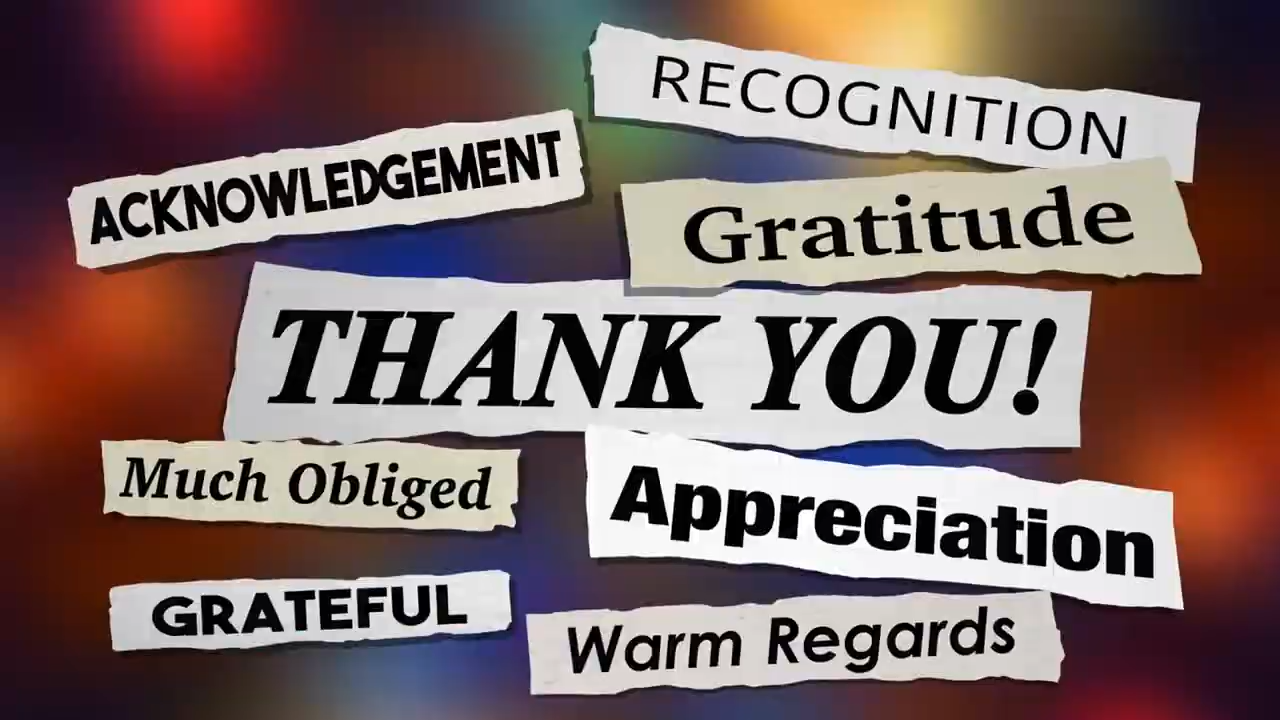 RECOGNITION
ACKNOWLEDGEMENT
Gratitude
THANK YOU!
Much Obliged
Appreciation
GRATEFUL
Warm Regards